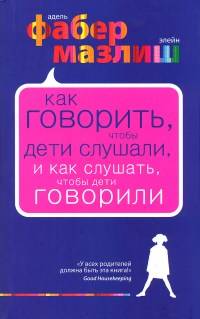 адель
фабер
элейн
мазлиш
как
говорить,
чтобы
дети слушали,
и как слушать,
чтобы дети
говорили
«У всех родителей
должна быть эта книга!»
Good Housekeeping